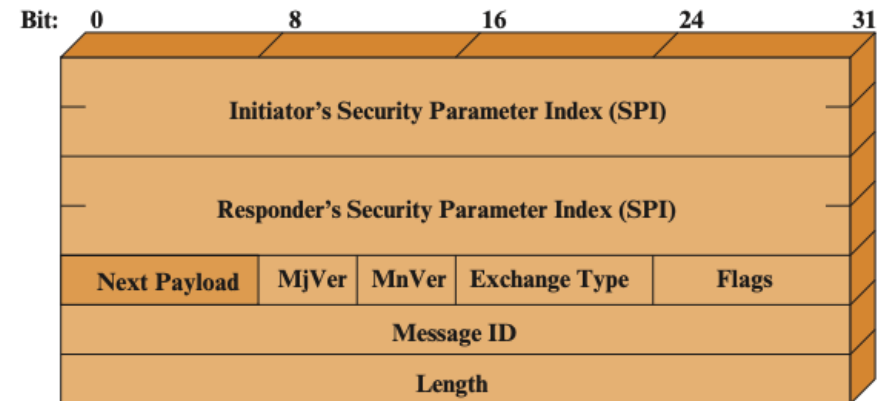 Bit: 0 8 16 24 31
Initiator's Security Parameter Index (SPI)
Responder's Security Parameter Index (SPI)
Next Payload MjVer MnVer Exchange Type Flags
Message ID
Length